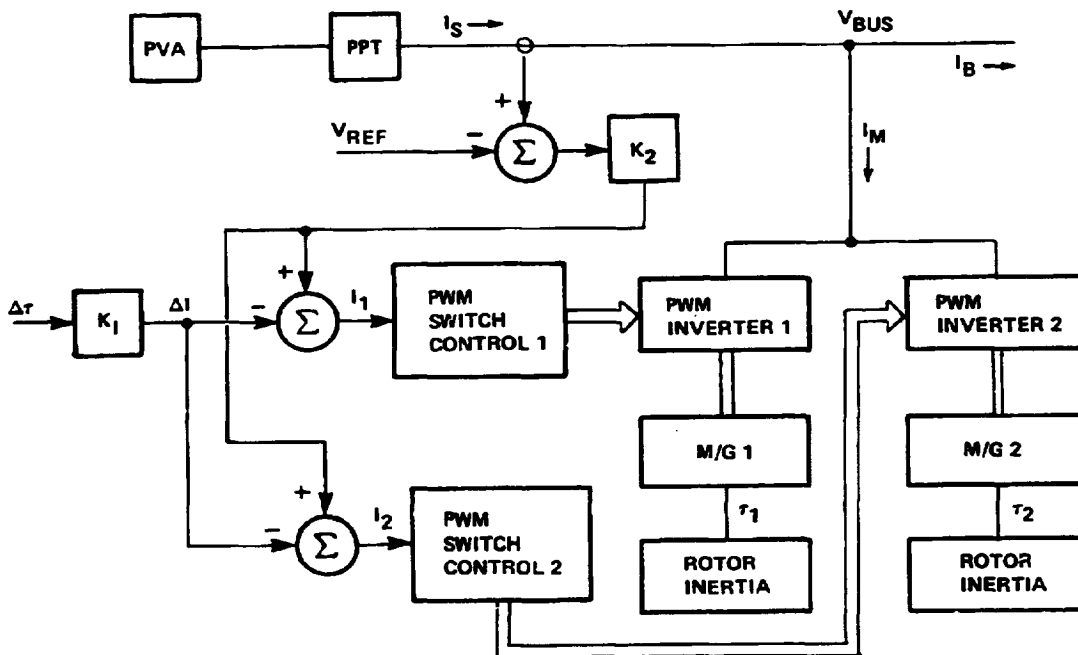 PVA
PPT
I_S
V_BUS
I_B
V_REF
+
−
Σ
K_2
I_M
Δτ
K_1
ΔI
+
−
Σ
I_1
PWM
SWITCH
CONTROL 1
PWM
INVERTER 1
PWM
INVERTER 2
M/G 1
M/G 2
+
−
Σ
I_2
PWM
SWITCH
CONTROL 2
τ_1
τ_2
ROTOR
INERTIA
ROTOR
INERTIA